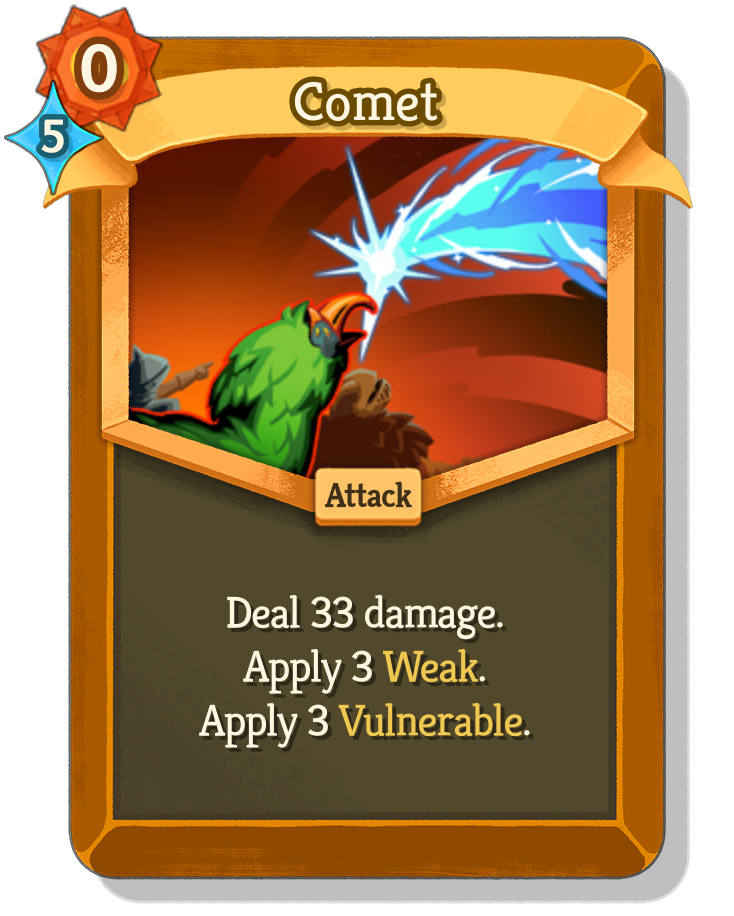 0
5
Comet
Attack
Deal 33 damage.
Apply 3 Weak.
Apply 3 Vulnerable.